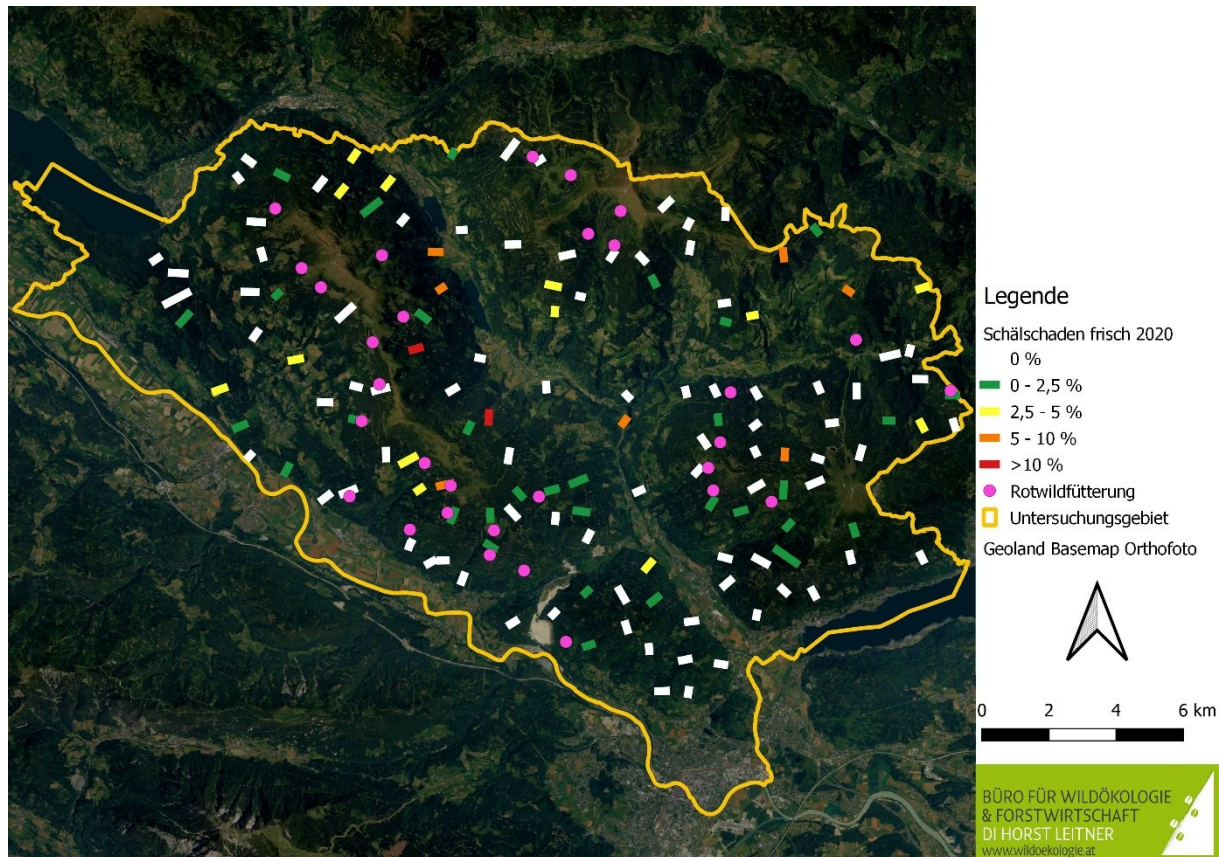 Legende
Schälschaden frisch 2020
0 %
0 - 2,5 %
2,5 - 5 %
5 - 10 %
>10 %
Rotwildfütterung
Untersuchungsgebiet
Geoland Basemap Orthofoto
0 2 4 6 km
BÜRO FÜR WILDÖKOLOGIE
& FORSTWIRTSCHAFT
DI HORST LEITNER
www.wildoekologie.at